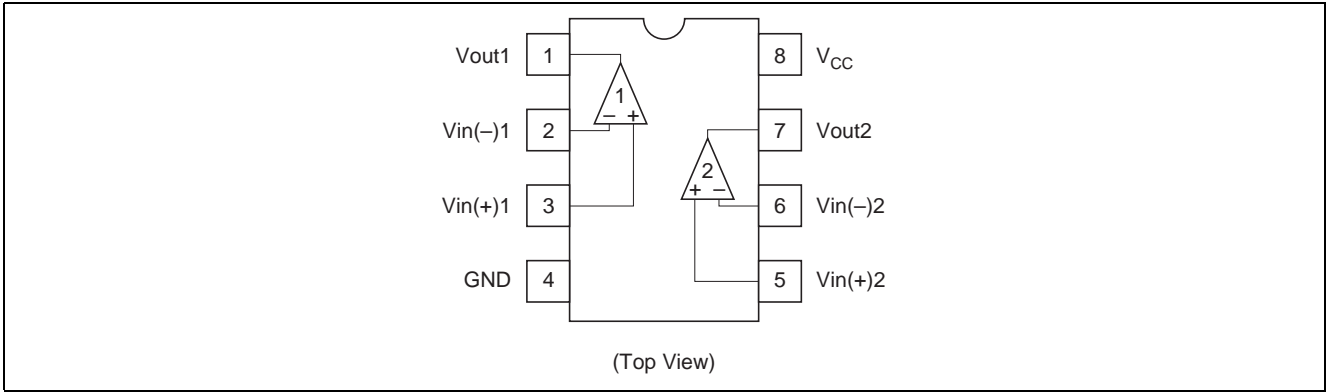 Vout1 1 8 VCC
1
– +
Vin(–)1 2 7 Vout2
2
+ –
Vin(+)1 3 6 Vin(–)2
GND 4 5 Vin(+)2
(Top View)